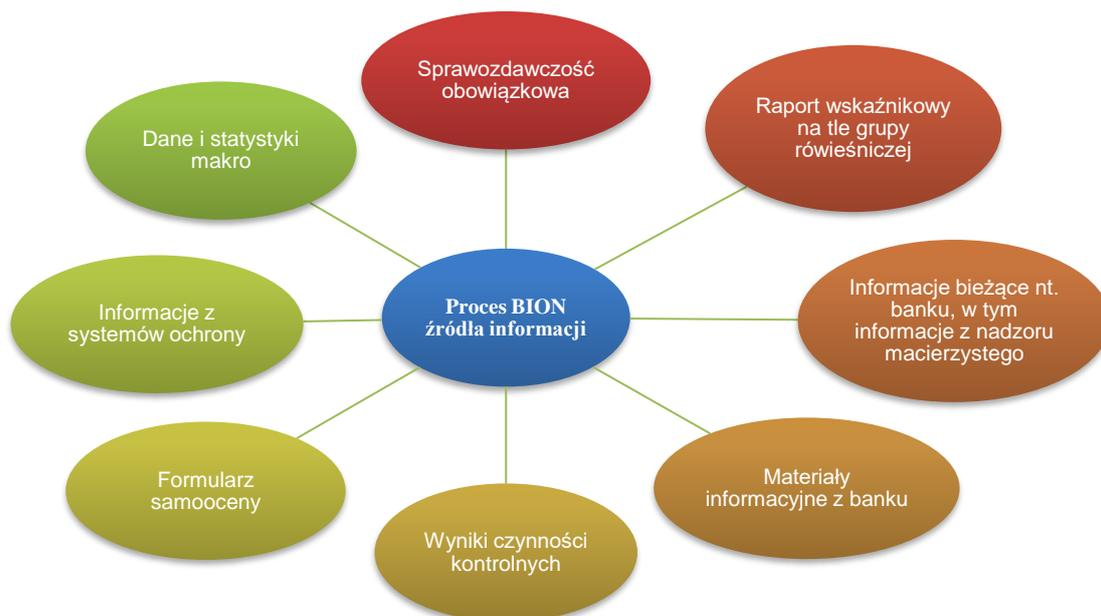 Sprawozdawczość
obowiązkowa
Raport wskaźnikowy
na tle grupy
rówieśniczej
Informacje bieżące nt.
banku, w tym
informacje z nadzoru
macierzystego
Materiały
informacyjne z banku
Wyniki czynności
kontrolnych
Formularz
samooceny
Informacje z
systemów ochrony
Dane i statystyki
makro
Proces BION
źródła informacji